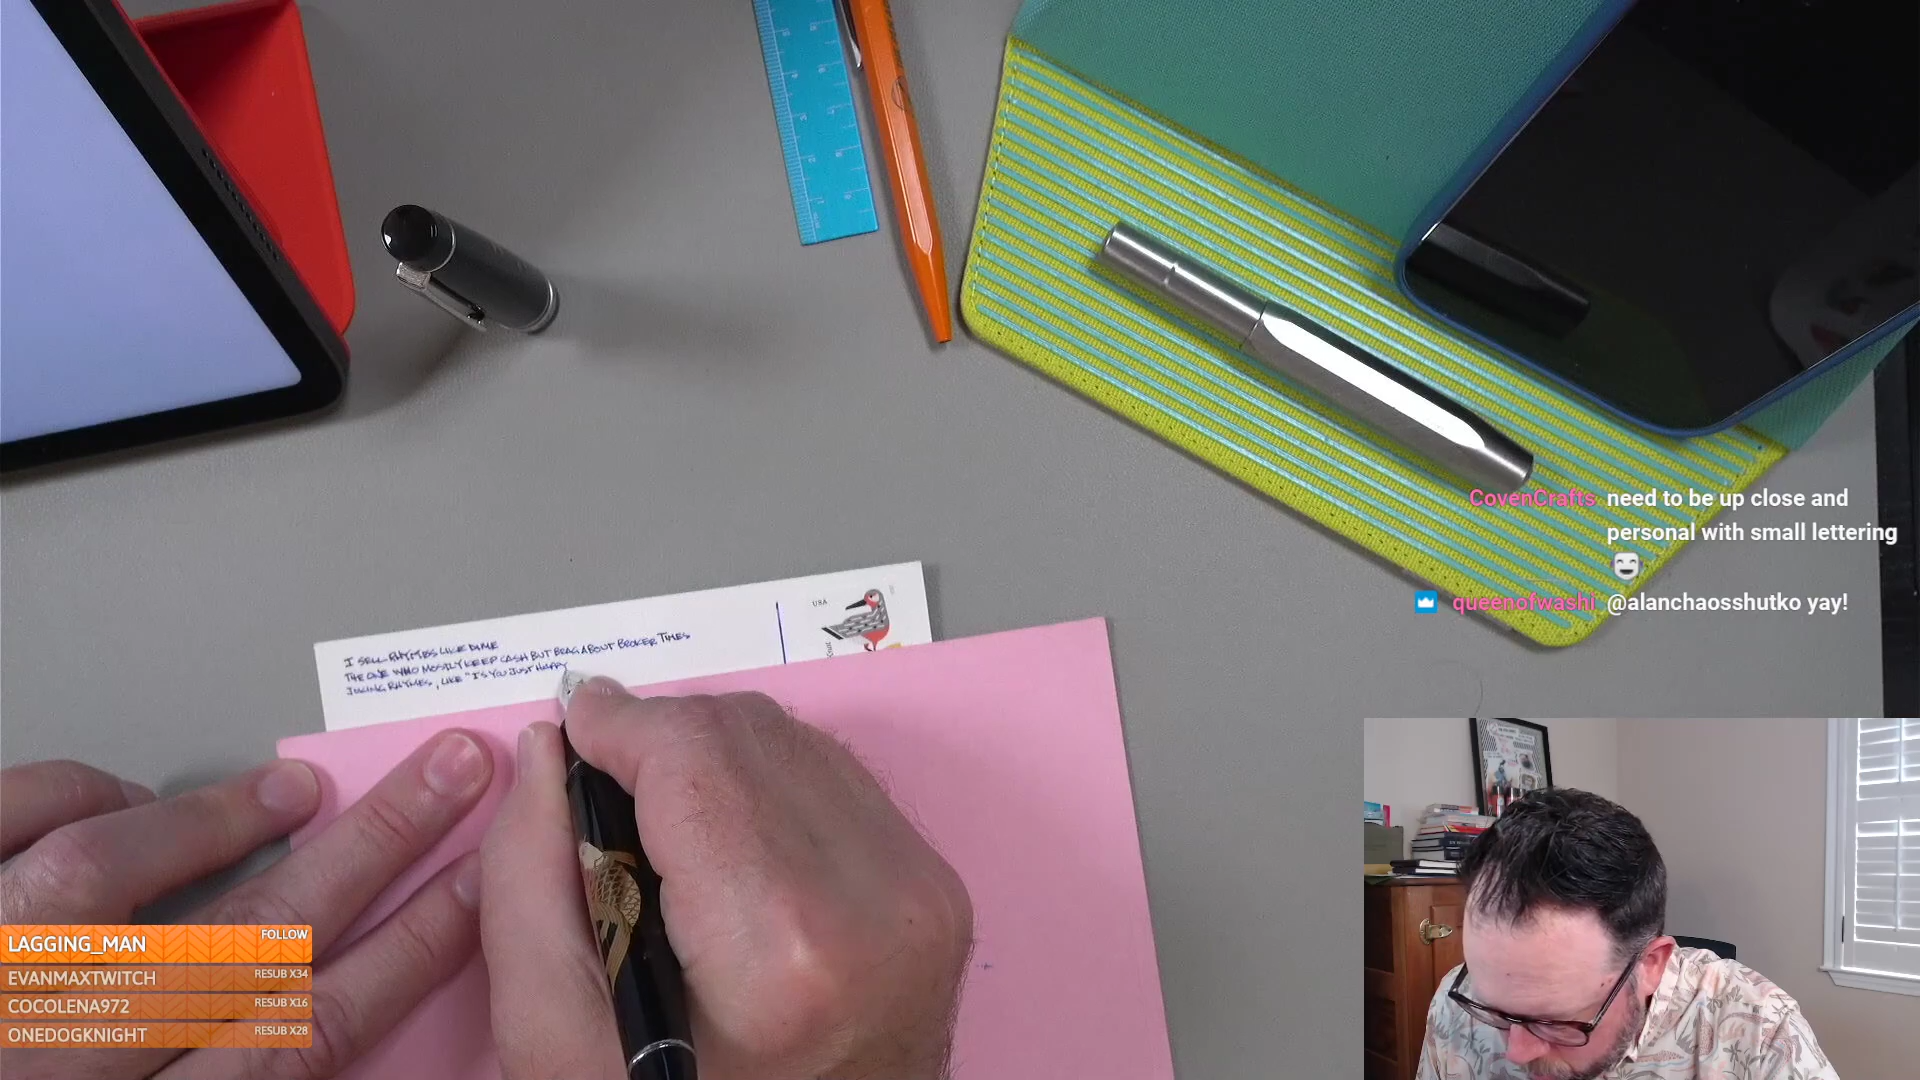 I SELL RHYMES LIKE DIME
THE ONE WHO MOSTLY KEEP CASH BUT BRAG ABOUT BROKER TIMES
JOKING RHYMES, LIKE "IS YOU JUST HAPPY
USA
CovenCrafts need to be up close and
personal with small lettering
queenofwashi @alanchaosshutko yay!
LAGGING_MAN FOLLOW
EVANMAXTWITCH RESUB X34
COCOLENA972 RESUB X16
ONEDOGKNIGHT RESUB X28